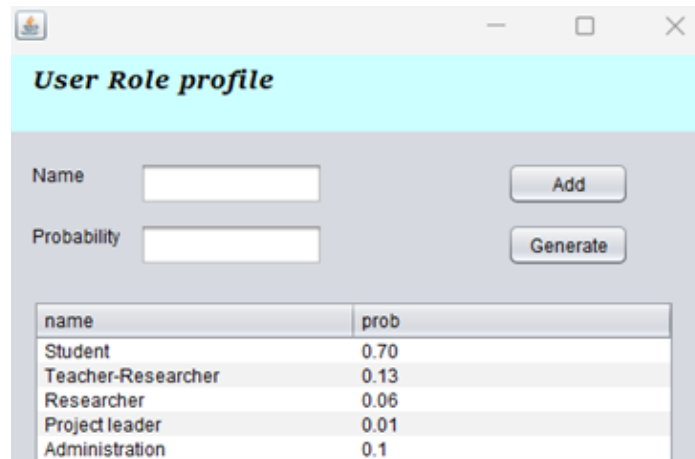 User Role profile
Name
Add
Probability
Generate
name prob
Student 0.70
Teacher-Researcher 0.13
Researcher 0.06
Project leader 0.01
Administration 0.1